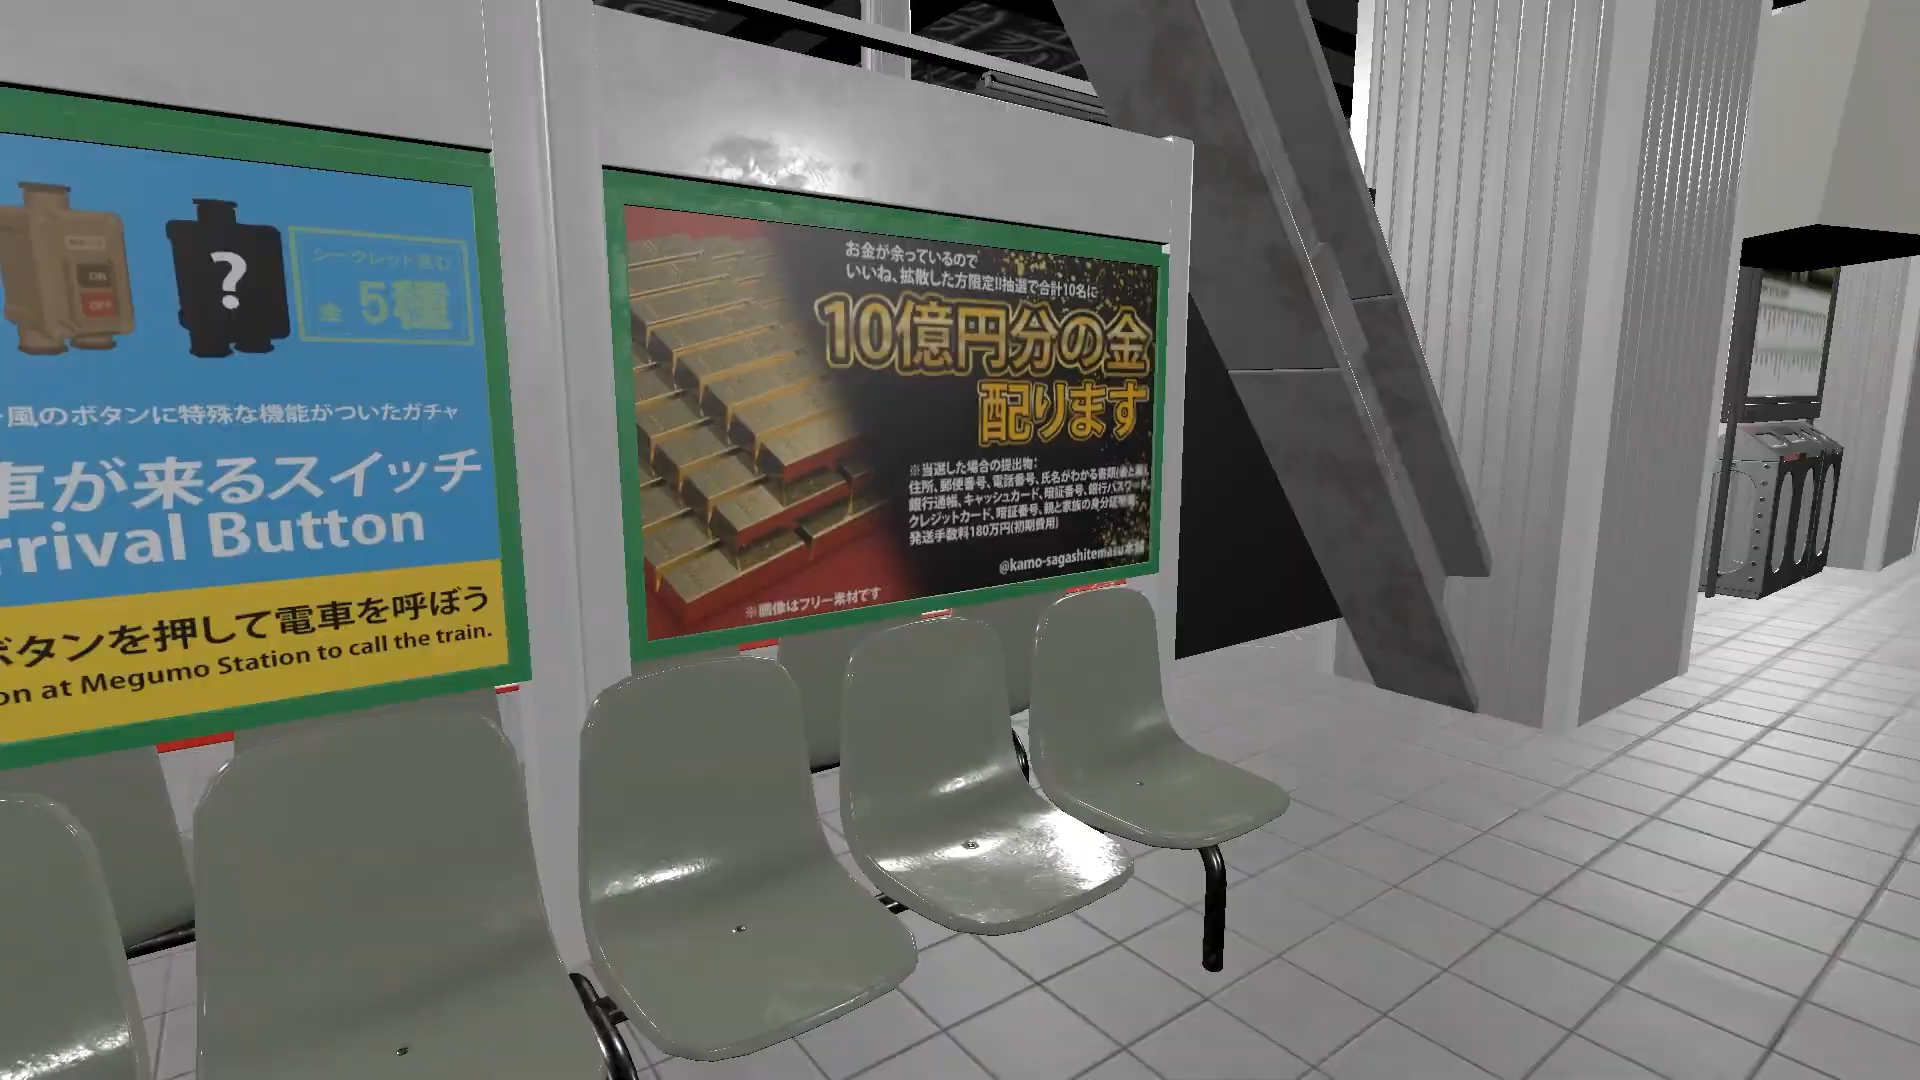 ON
OFF
?
シークレット含む
全 5種
風のボタンに特殊な機能がついたガチャ
車が来るスイッチ
rrival Button
ボタンを押して電車を呼ぼう
on at Megumo Station to call the train.
お金が余っているので
いいね、拡散した方限定!!抽選で合計10名に
10億円分の金
配ります
※当選した場合の提出物:
住所、郵便番号、電話番号、氏名がわかる書類
銀行通帳、キャッシュカード、暗証番号、銀行パスワード、
クレジットカード、暗証番号、親と家族の身分証明書
発送手数料180万円(初期費用)
@kamo-sagashitemasu
※画像はフリー素材です